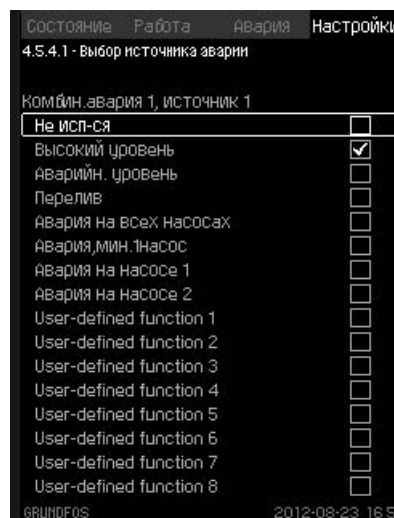 Состояние Работа Авария Настройки
4.5.4.1 - Выбор источника аварии
Комбин.авария 1, источник 1
Не исп-ся
Высокий уровень
Аварийн. уровень
Перелив
Авария на всех насосах
Авария,мин.1насос
Авария на насосе 1
Авария на насосе 2
User-defined function 1
User-defined function 2
User-defined function 3
User-defined function 4
User-defined function 5
User-defined function 6
User-defined function 7
User-defined function 8
GRUNDFOS 2012-08-23 16:5